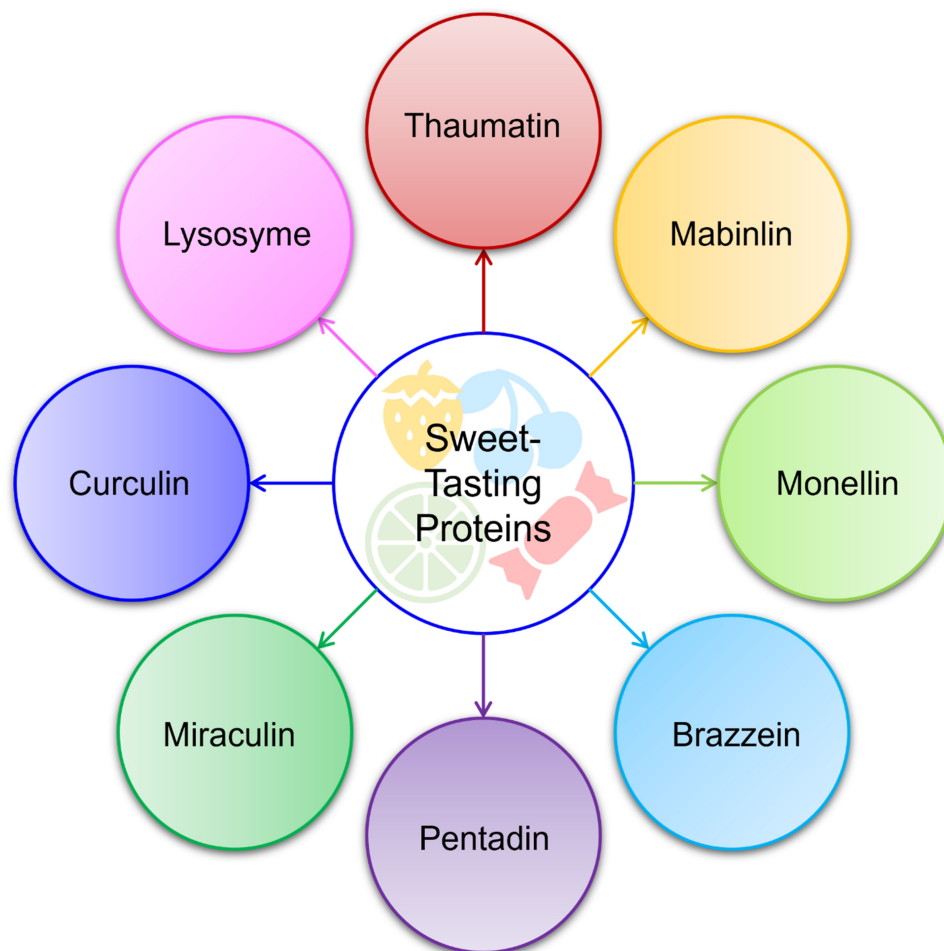 Thaumatin
Lysosyme
Mabinlin
Sweet-
Tasting
Proteins
Curculin
Monellin
Miraculin
Brazzein
Pentadin